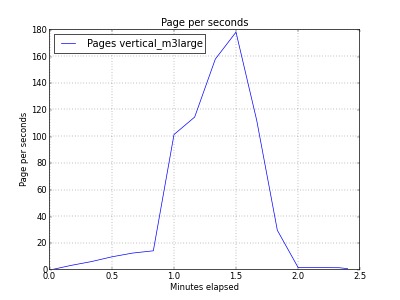 Page per seconds
Pages vertical_m3large
180
160
140
120
100
80
60
40
20
0
Page per seconds
0.0 0.5 1.0 1.5 2.0 2.5
Minutes elapsed